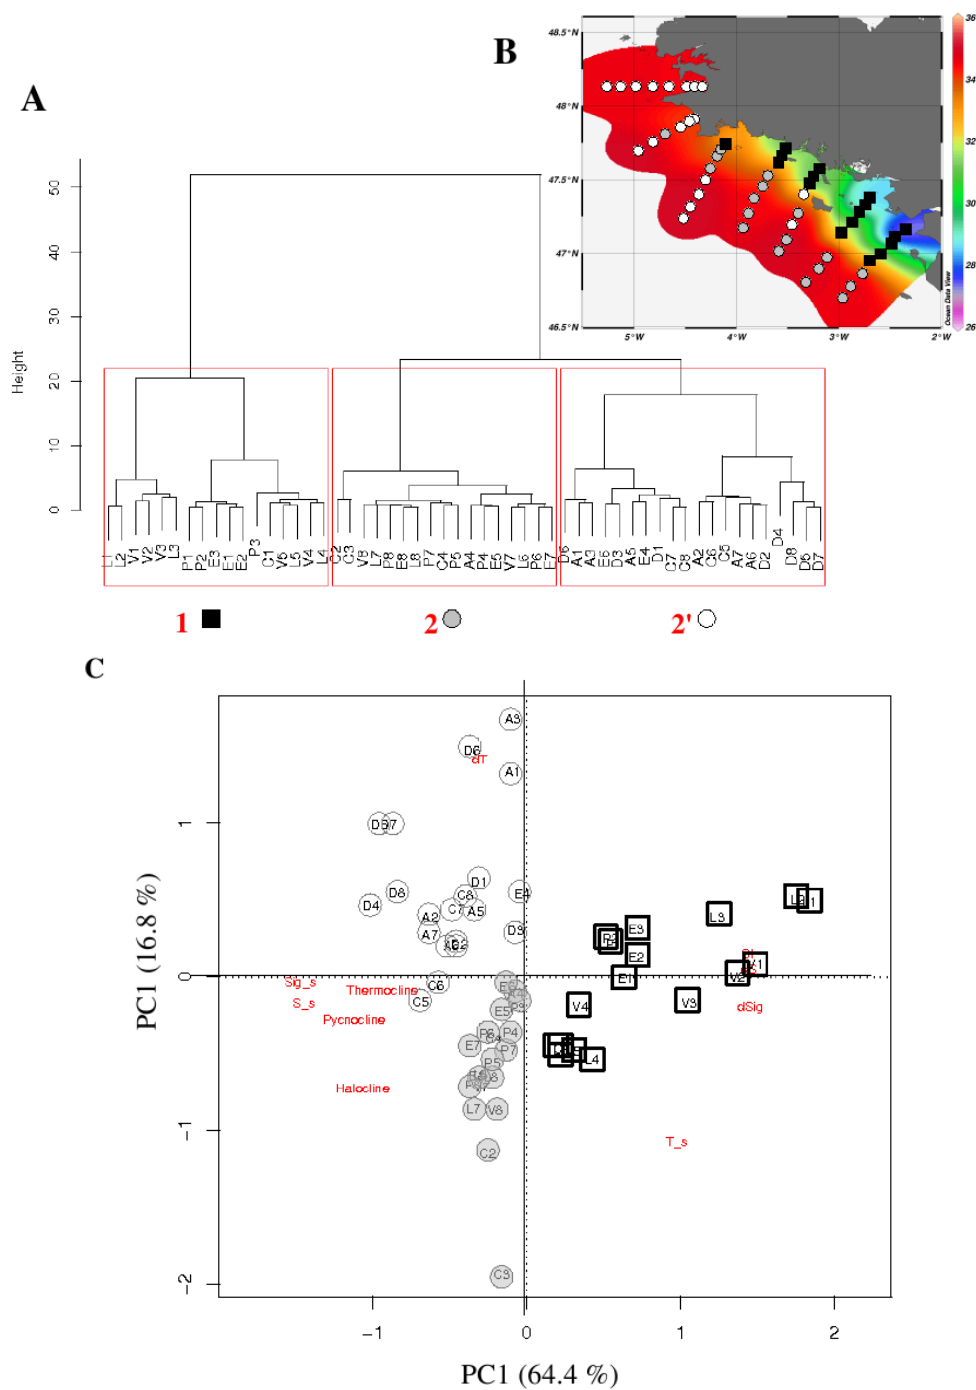 A
B
48.5°N
48°N
47.5°N
47°N
46.5°N
5°W
4°W
3°W
2°W
36
34
32
30
28
26
Ocean Data View
Height
50
40
30
20
10
0
L1 L2 V1 V2 V3 L3 P1 P2 E3 E1 E2 P3 C1 V5 L5 V4 L4
C2 C3 V8 L7 P8 E8 L8 P7 C4 P5 A4 P4 E5 V7 L6 P6 E7
D6 A1 A3 E6 D3 A5 E4 D1 C7 C8 A2 C6 C5 A7 A6 D2 D4 D8 D5 D7
1
2
2'
C
PC1 (16.8 %)
1
0
−1
−2
A3
D6
dT
A1
D8
D4
D1
C8
C7
A5
E4
A2
A7
D3
C6
C5
Sig_s
S_s
Thermocline
Pycnocline
Halocline
E5
P6
P4
E7
P7
P5
L7
V8
C2
C3
L3
E3
E2
E1
V1
V2
V3
V4
L4
dSig
T_s
−1
0
1
2
PC1 (64.4 %)